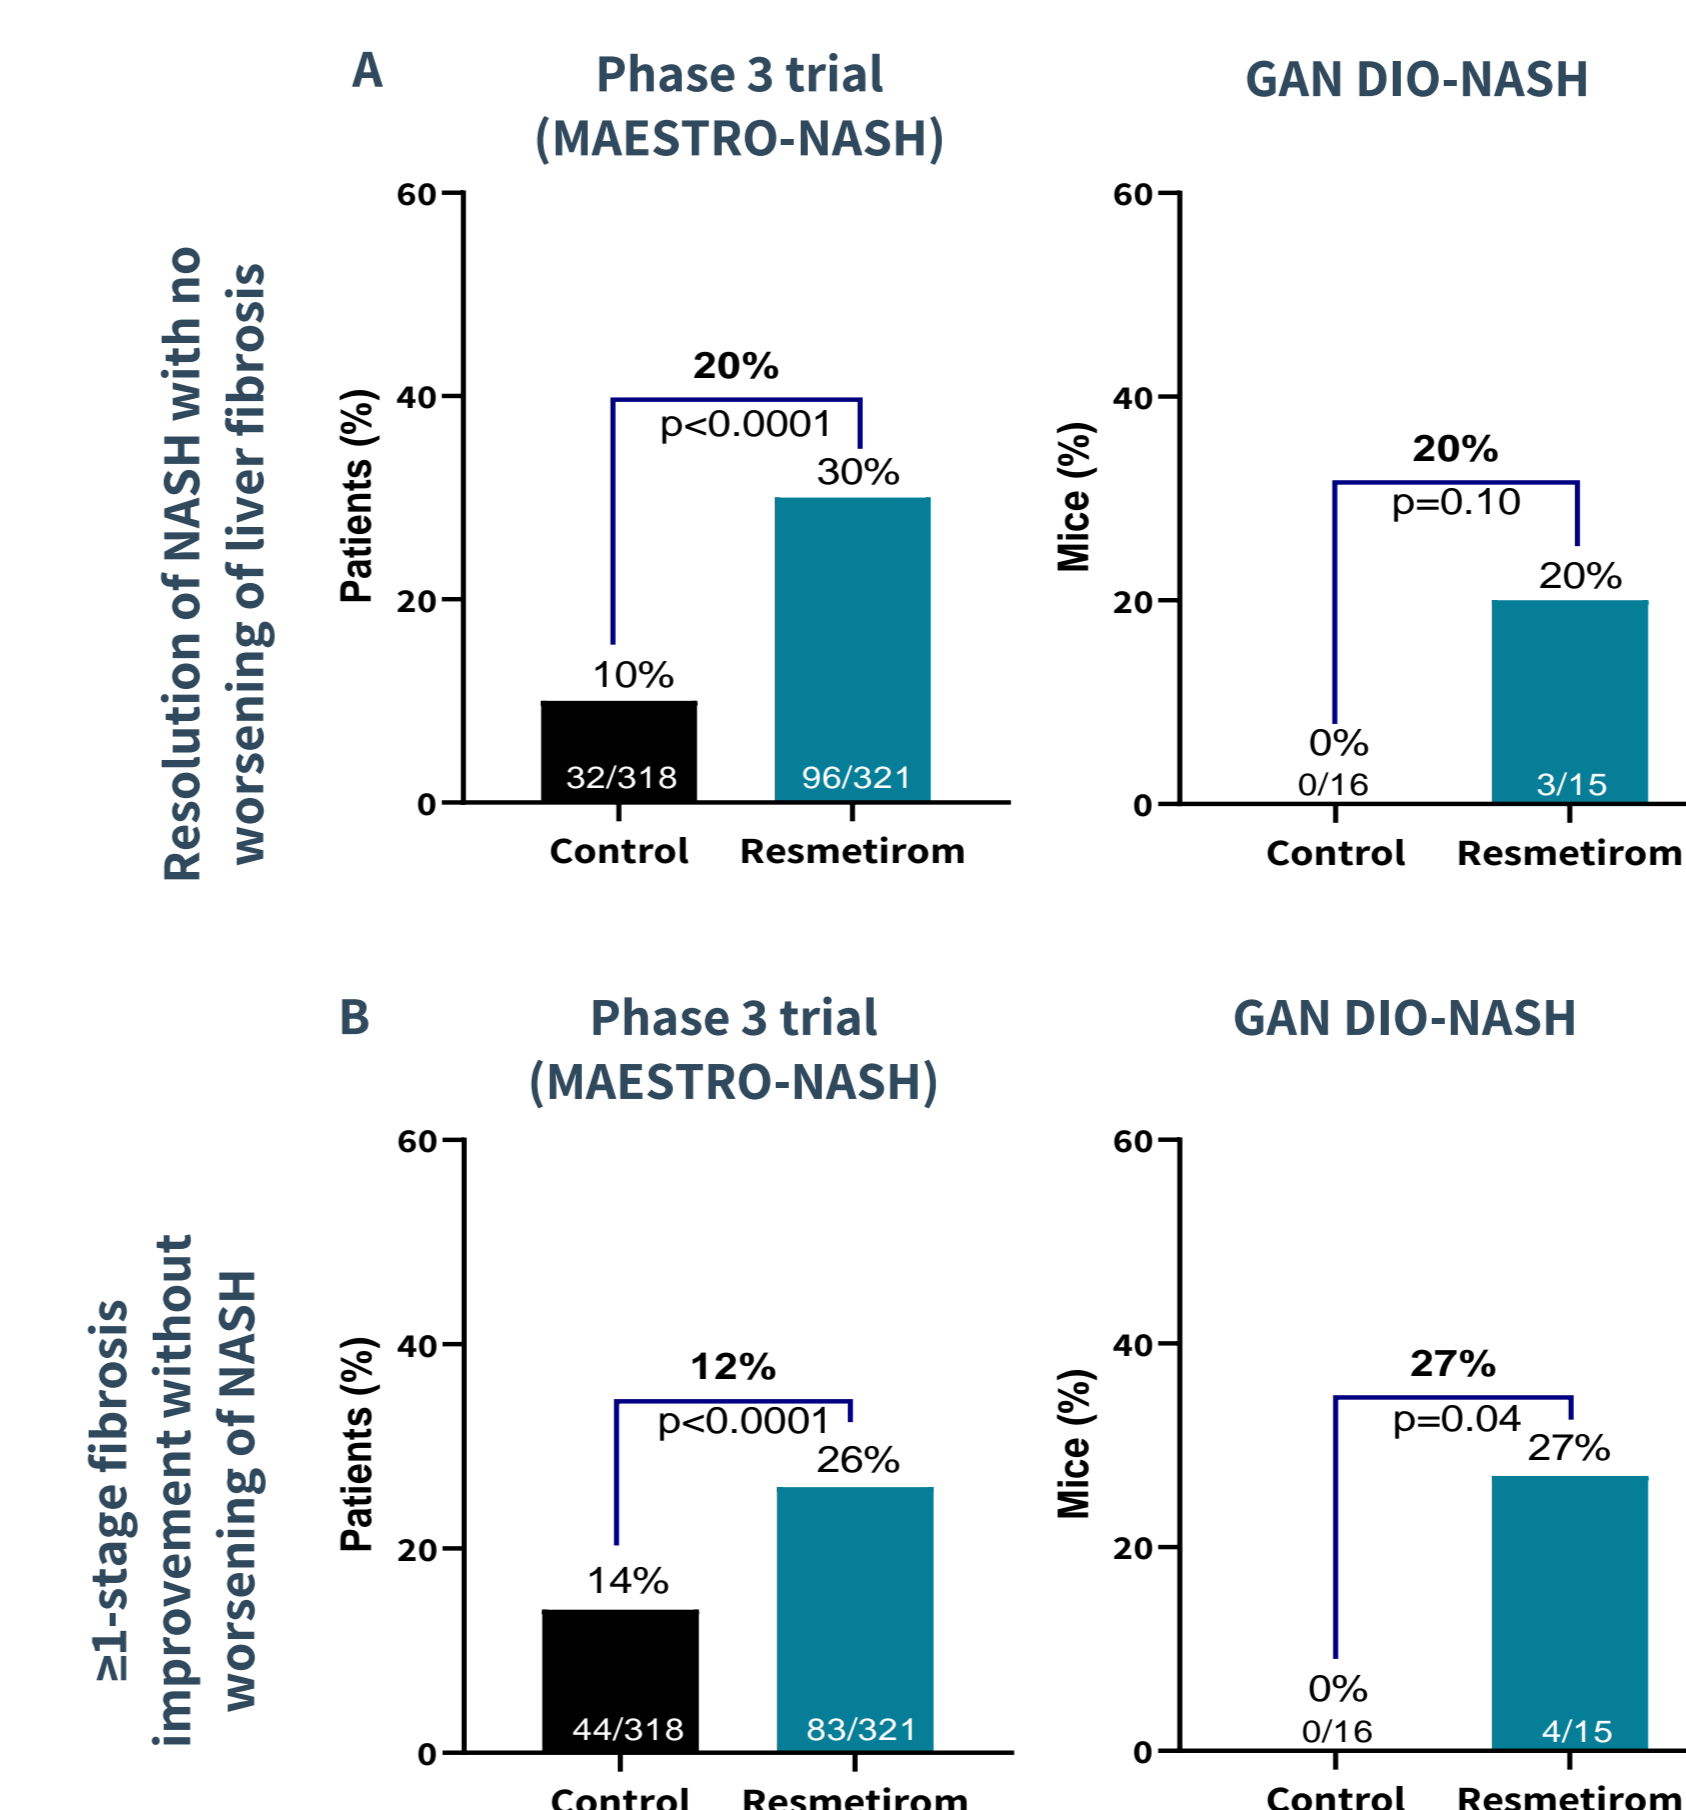 A
Phase 3 trial
(MAESTRO-NASH)
GAN DIO-NASH
Resolution of NASH with no
worsening of liver fibrosis
Patients (%)
60
40
20
0
20%
p<0.0001
30%
10%
32/318
96/321
Control
Resmetirom
Mice (%)
60
40
20
0
20%
p=0.10
20%
0%
0/16
3/15
Control
Resmetirom
B
Phase 3 trial
(MAESTRO-NASH)
GAN DIO-NASH
≥1-stage fibrosis
improvement without
worsening of NASH
Patients (%)
60
40
20
0
12%
p<0.0001
26%
14%
44/318
83/321
Control
Resmetirom
Mice (%)
60
40
20
0
27%
p=0.04
27%
0%
0/16
4/15
Control
Resmetirom